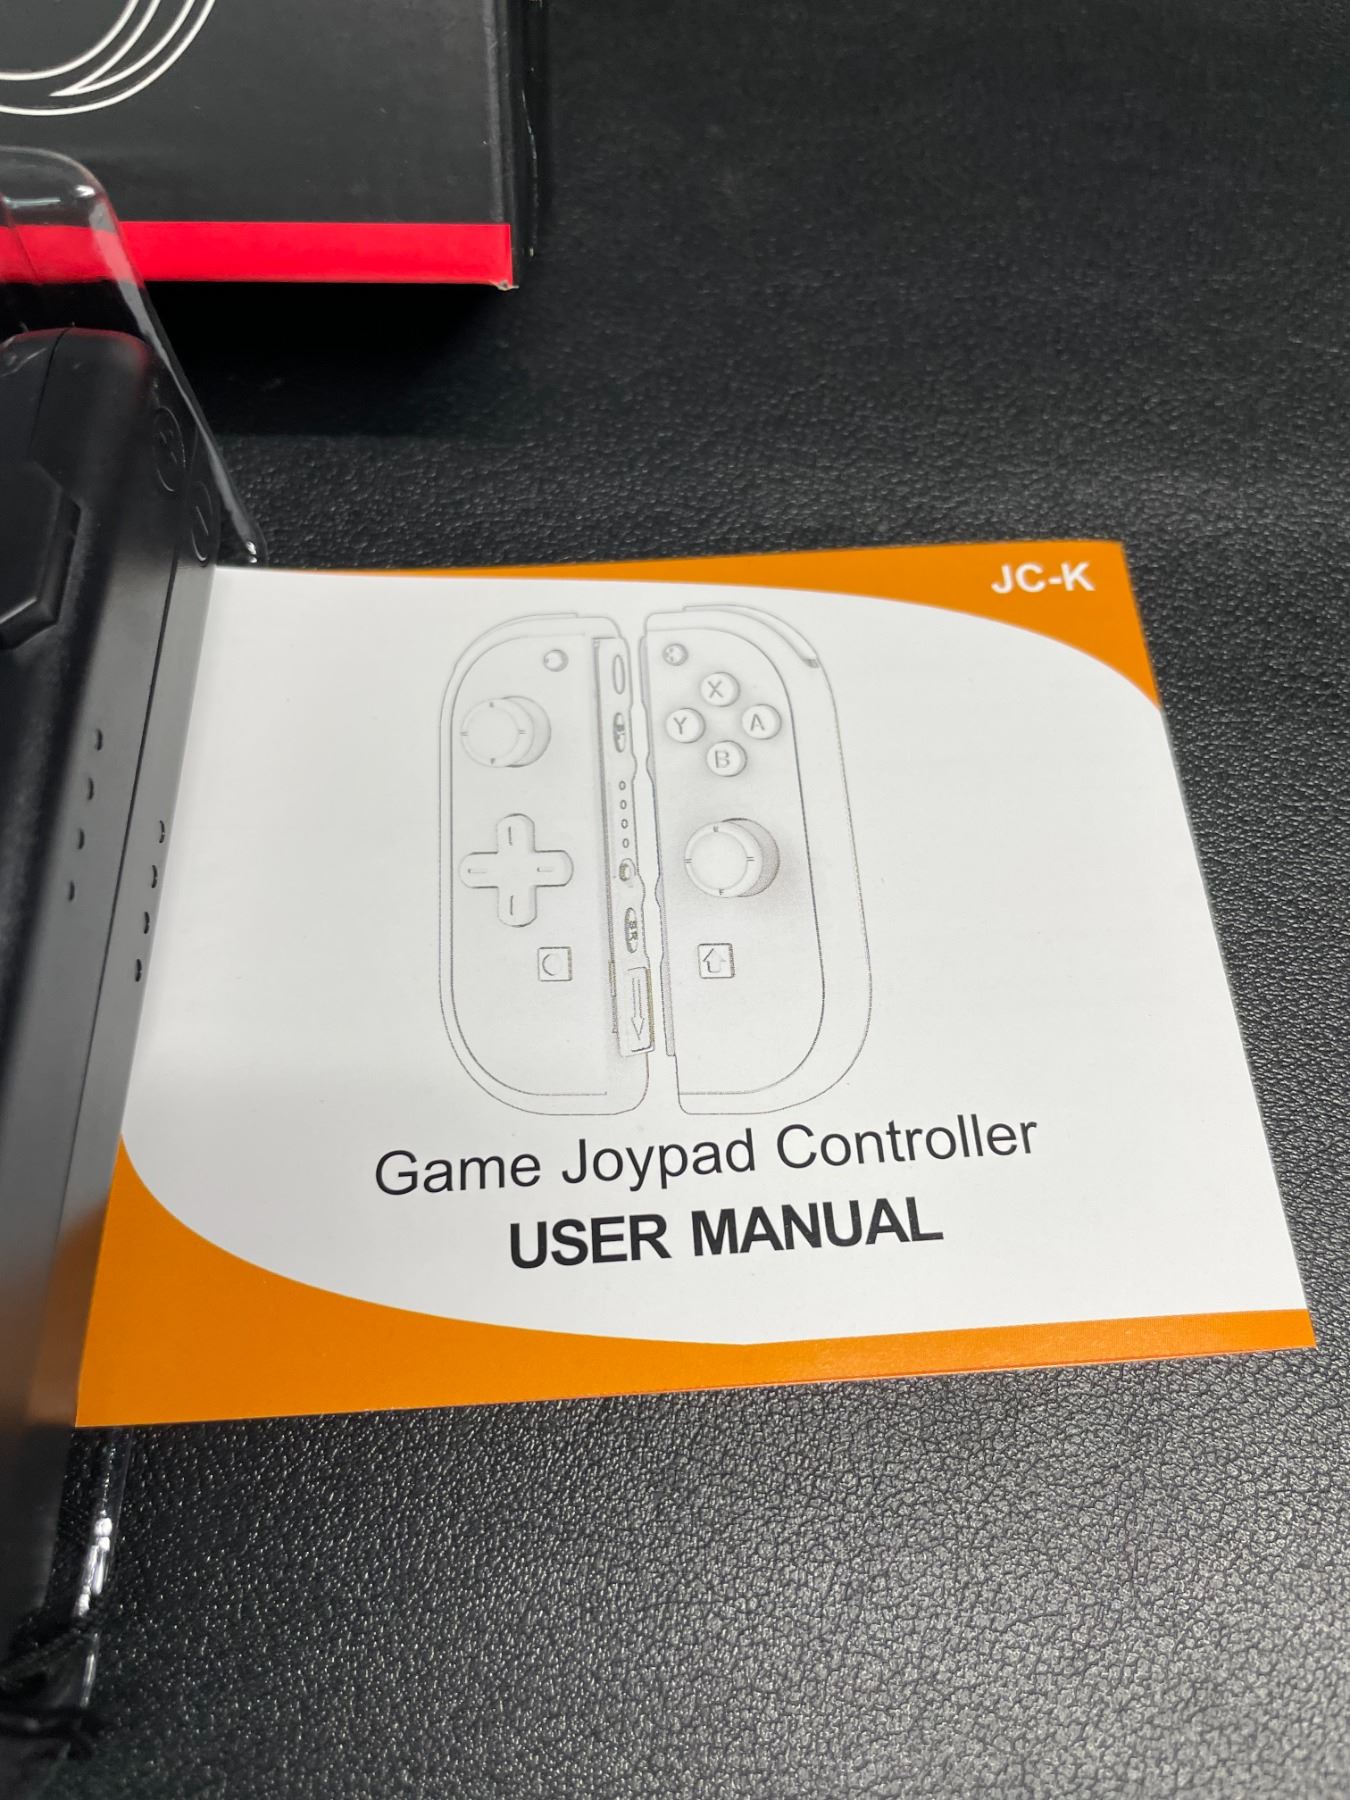 JC-K
X
Y A
B
Game Joypad Controller
USER MANUAL